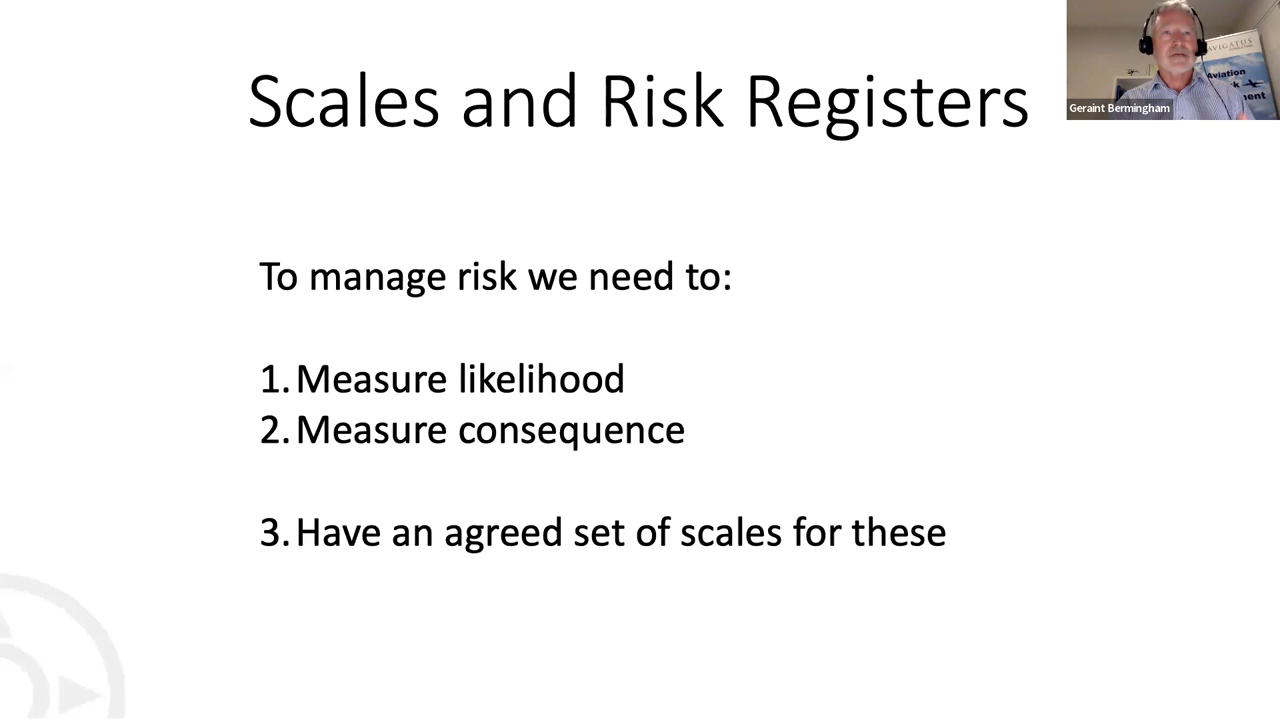 Scales and Risk Registers
To manage risk we need to:
1. Measure likelihood
2. Measure consequence
3. Have an agreed set of scales for these
Geraint Bermingham
Aviation